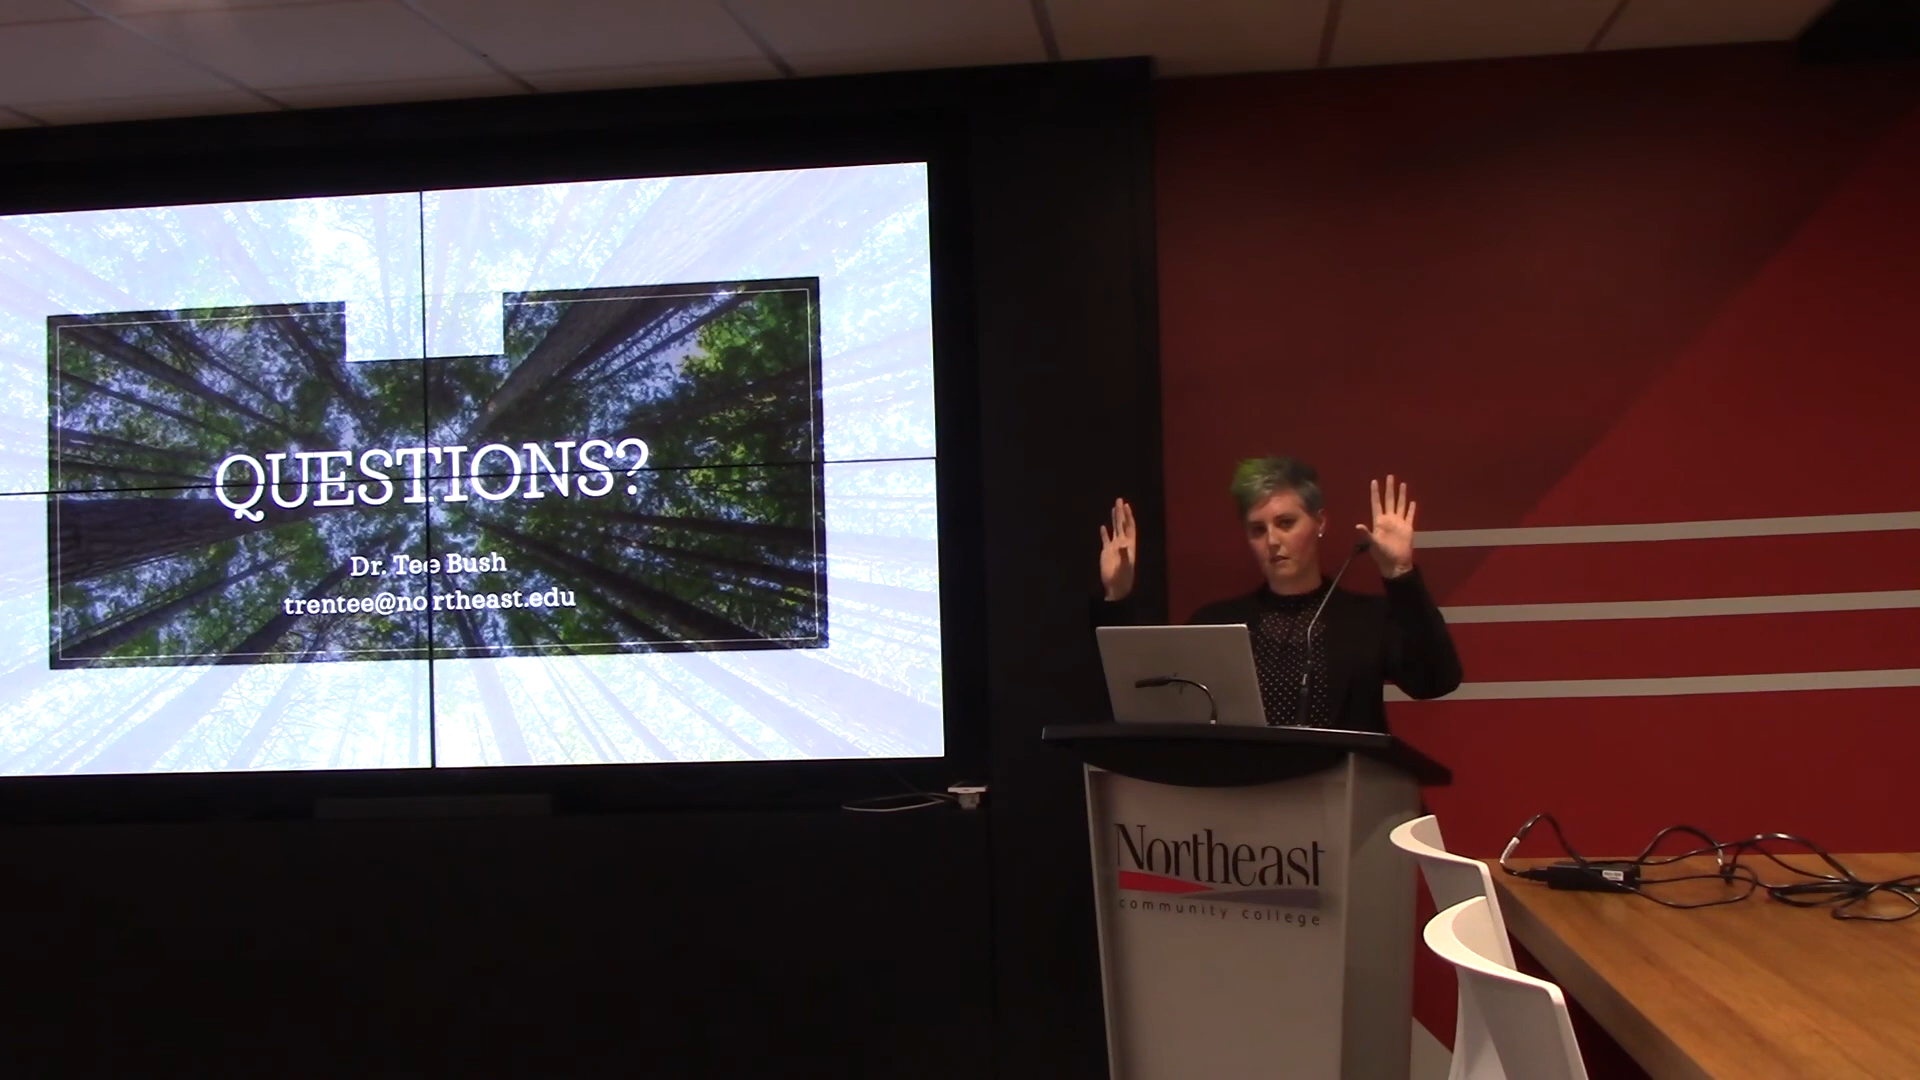 QUESTIONS?
Dr. Tee Bush
trentee@northeast.edu
Northeast
community college